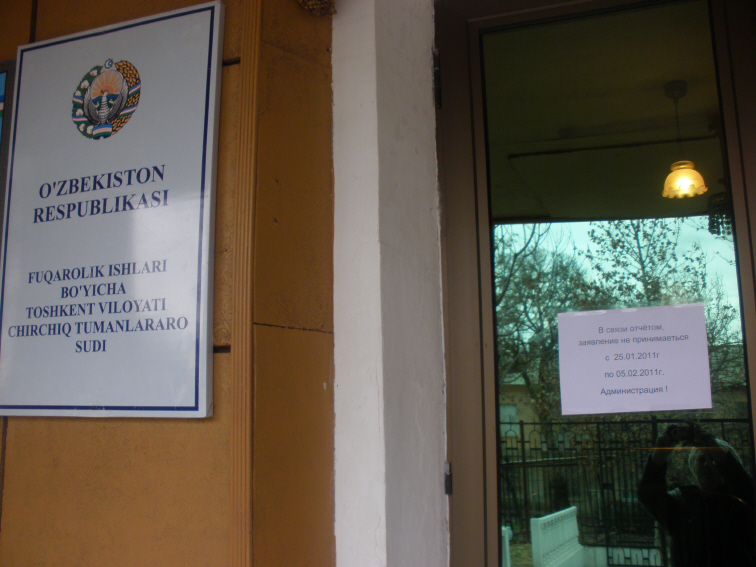 O'ZBEKISTON
RESPUBLIKASI
FUQAROLIK ISHLARI
BO'YICHA
TOSHKENT VILOYATI
CHIRCHIQ TUMANLARARO
SUDI
В связи отчётом,
заявление не принимаеться
с 25.01.2011г
по 05.02.2011г.
Администрация !